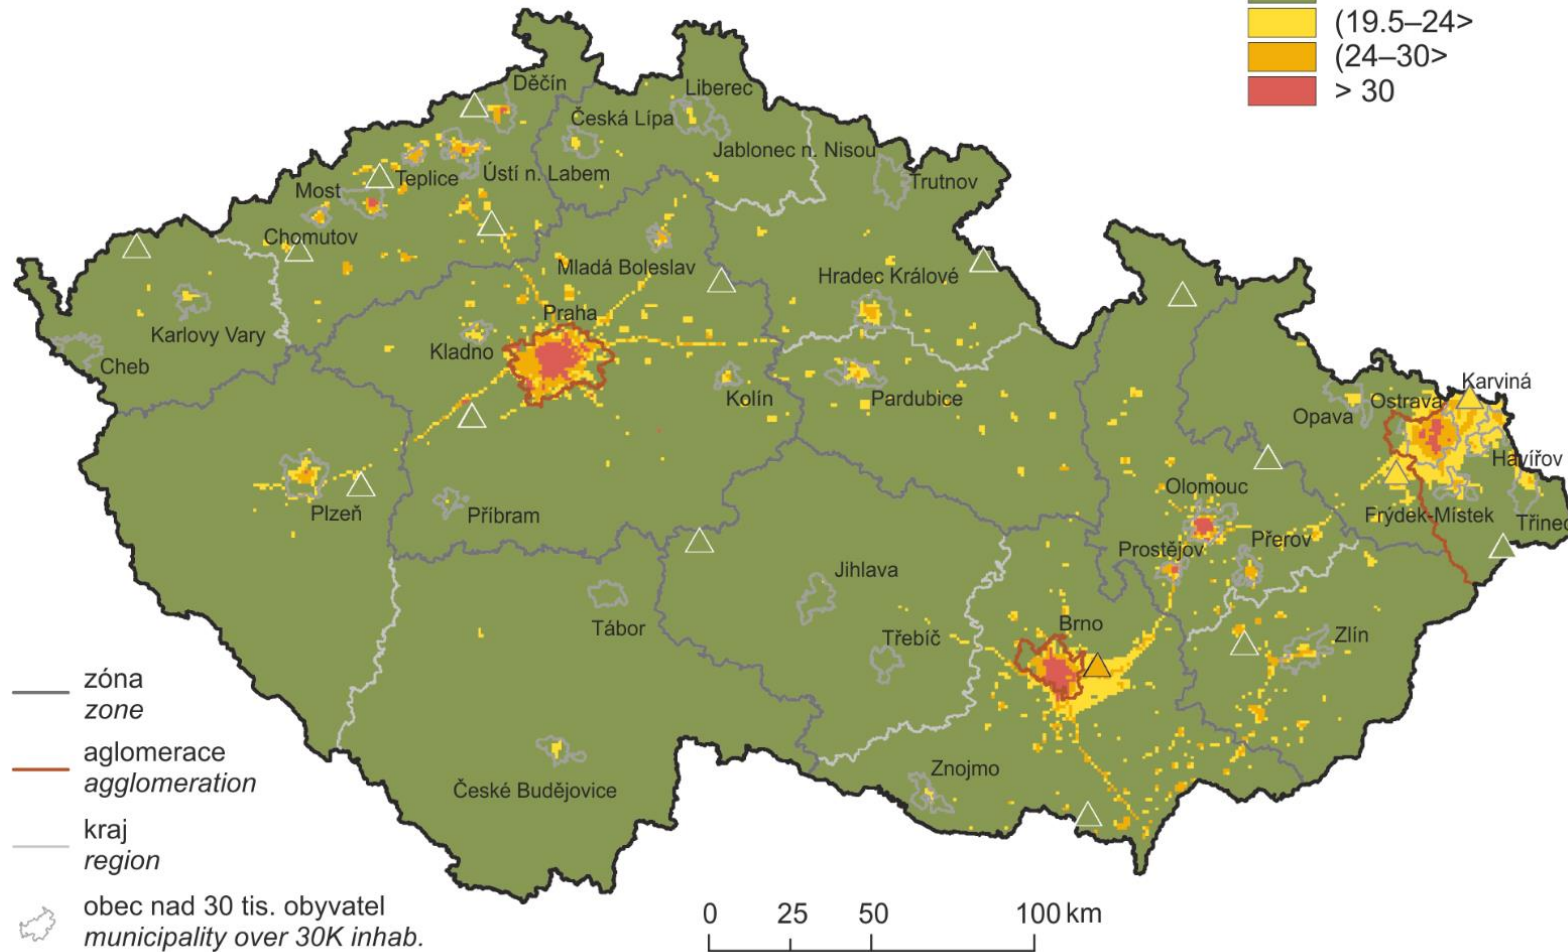 (19.5–24>
(24–30>
> 30
Děčín
Liberec
Česká Lípa
Jablonec n. Nisou
Teplice
Ústí n. Labem
Trutnov
Most
Chomutov
Mladá Boleslav
Hradec Králové
Praha
Karlovy Vary
Kladno
Cheb
Kolín
Pardubice
Karviná
Ostrava
Opava
Havířov
Olomouc
Plzeň
Příbram
Frýdek-Místek
Třinec
Přerov
Prostějov
Jihlava
Tábor
Třebíč
Brno
Zlín
Znojmo
České Budějovice
zóna
zone
aglomerace
agglomeration
kraj
region
obec nad 30 tis. obyvatel
municipality over 30K inhab.
0 25 50 100 km